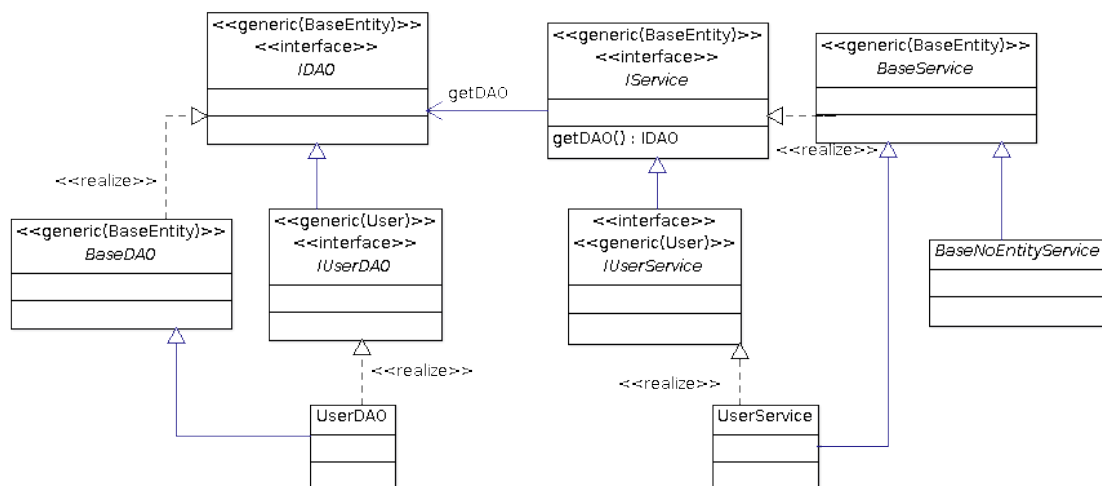 <<generic(BaseEntity)>>
<<interface>>
IDAO
<<generic(BaseEntity)>>
<<interface>>
IService
getDAO() : IDAO
<<generic(BaseEntity)>>
BaseService
getDAO
<<realize>>
<<realize>>
<<generic(BaseEntity)>>
BaseDAO
<<generic(User)>>
<<interface>>
IUserDAO
<<interface>>
<<generic(User)>>
IUserService
BaseNoEntityService
<<realize>>
<<realize>>
UserDAO
UserService